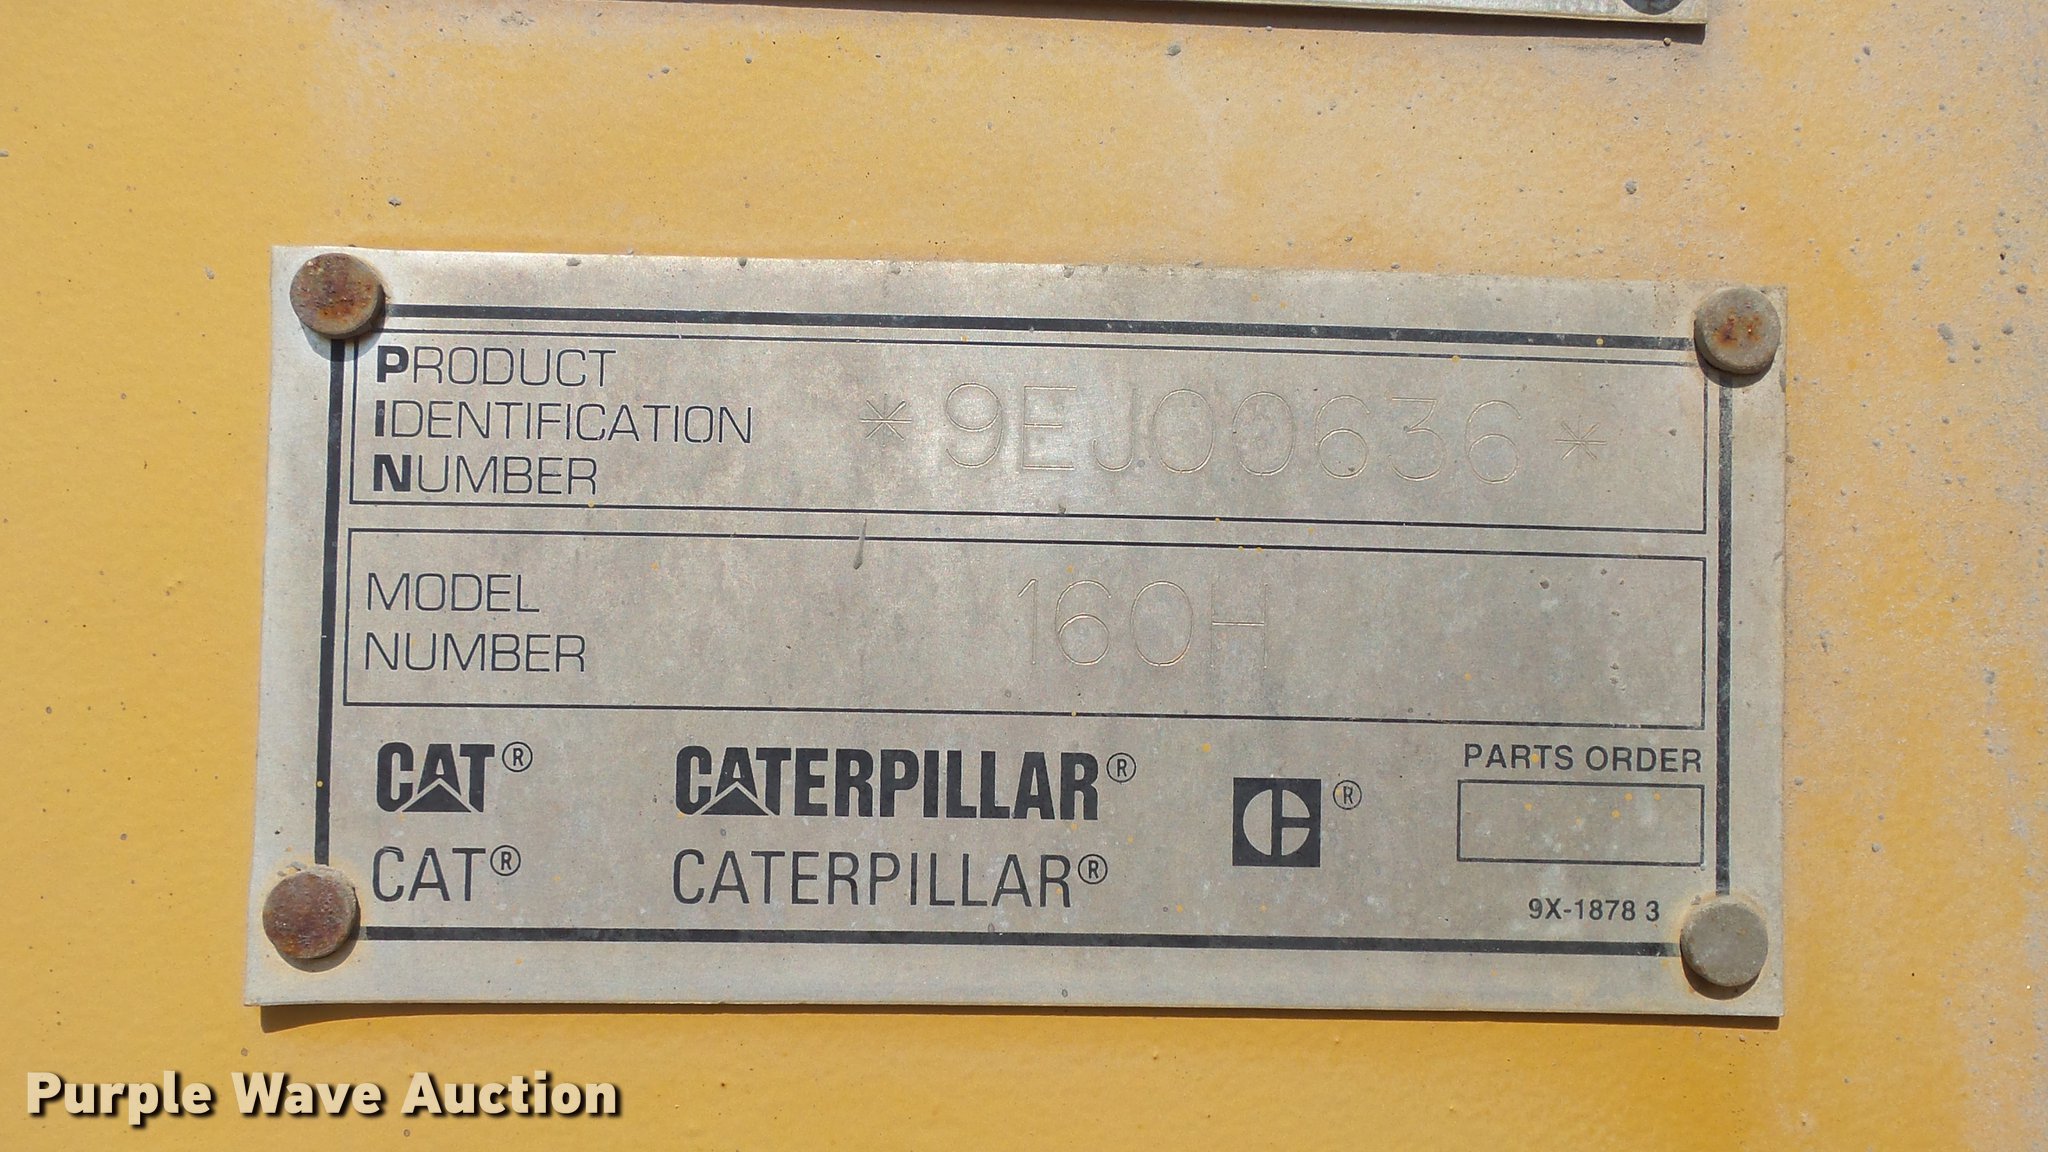 PRODUCT
IDENTIFICATION
NUMBER
*9EJ00636*
MODEL
NUMBER
160H
CAT® CATERPILLAR® ®
CAT® CATERPILLAR®
PARTS ORDER
9X-1878 3
Purple Wave Auction